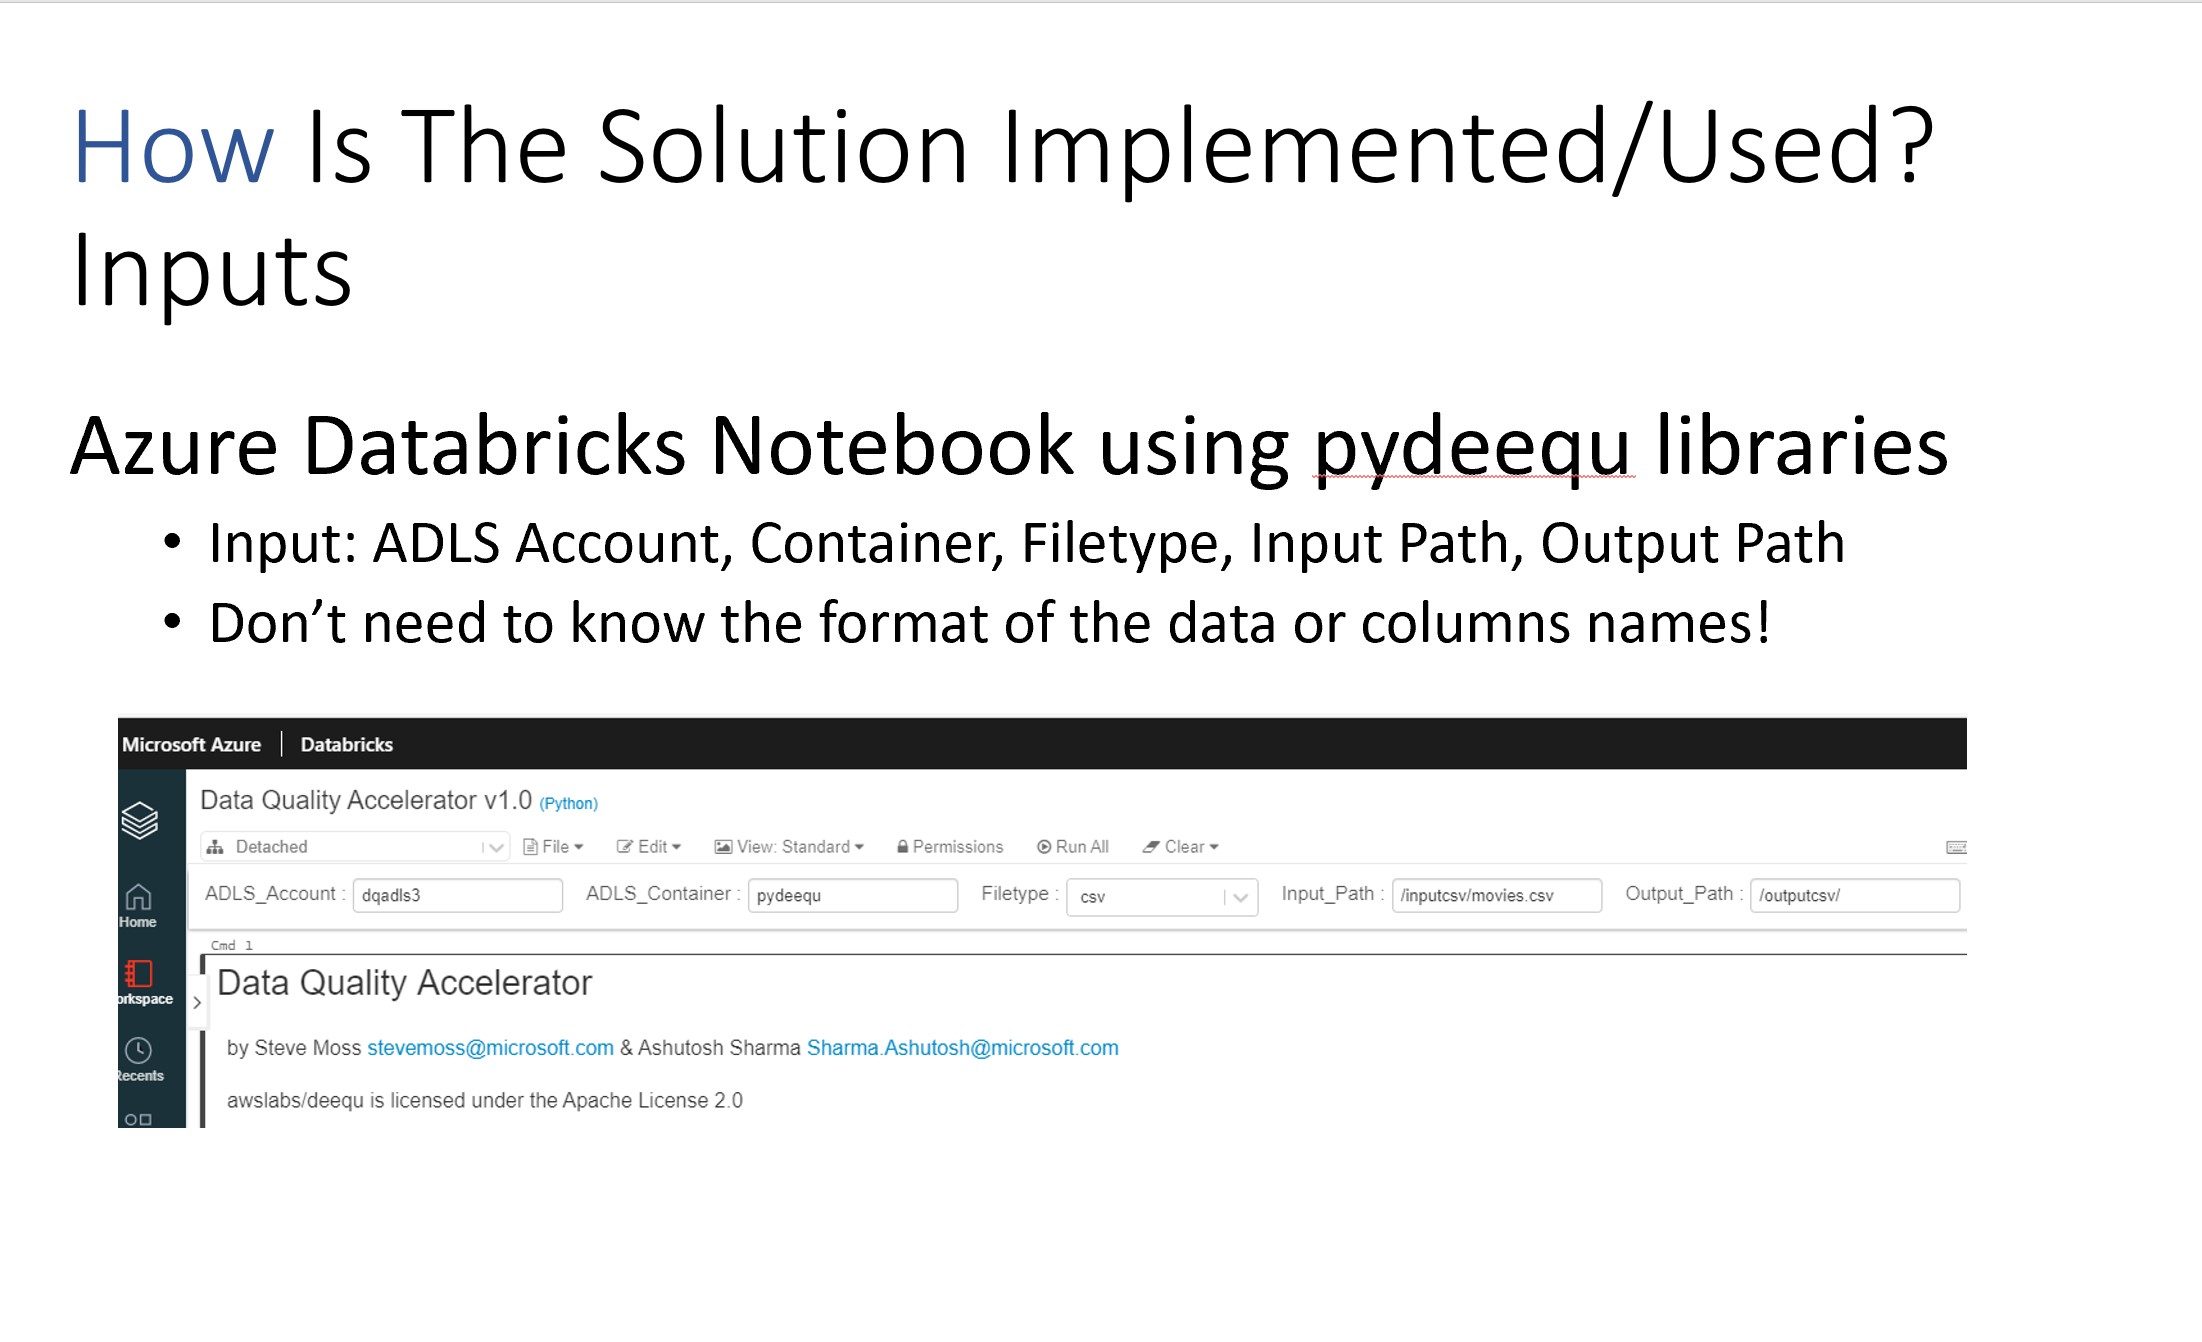 How Is The Solution Implemented/Used?
Inputs
Azure Databricks Notebook using pydeequ libraries
• Input: ADLS Account, Container, Filetype, Input Path, Output Path
• Don’t need to know the format of the data or columns names!
Microsoft Azure | Databricks
Data Quality Accelerator v1.0 (Python)
Detached File Edit View: Standard Permissions Run All Clear
ADLS_Account : dqadls3 ADLS_Container : pydeequ Filetype : csv Input_Path : /inputcsv/movies.csv Output_Path : /outputcsv/
Home
Cmd 1
Data Quality Accelerator
orkspace
by Steve Moss stevemoss@microsoft.com & Ashutosh Sharma Sharma.Ashutosh@microsoft.com
Recents
awslabs/deequ is licensed under the Apache License 2.0